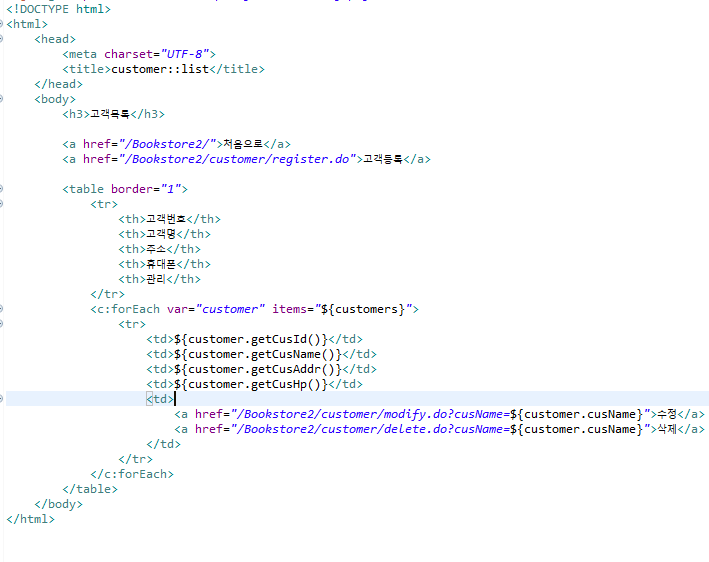 <!DOCTYPE html>
<html>
<head>
<meta charset="UTF-8">
<title>customer::list</title>
</head>
<body>
<h3>고객목록</h3>
<a href="/Bookstore2/">처음으로</a>
<a href="/Bookstore2/customer/register.do">고객등록</a>
<table border="1">
<tr>
<th>고객번호</th>
<th>고객명</th>
<th>주소</th>
<th>휴대폰</th>
<th>관리</th>
</tr>
<c:forEach var="customer" items="${customers}">
<tr>
<td>${customer.getCusId()}</td>
<td>${customer.getCusName()}</td>
<td>${customer.getCusAddr()}</td>
<td>${customer.getCusHp()}</td>
<td>
<a href="/Bookstore2/customer/modify.do?cusName=${customer.cusName}">수정</a>
<a href="/Bookstore2/customer/delete.do?cusName=${customer.cusName}">삭제</a>
</td>
</tr>
</c:forEach>
</table>
</body>
</html>